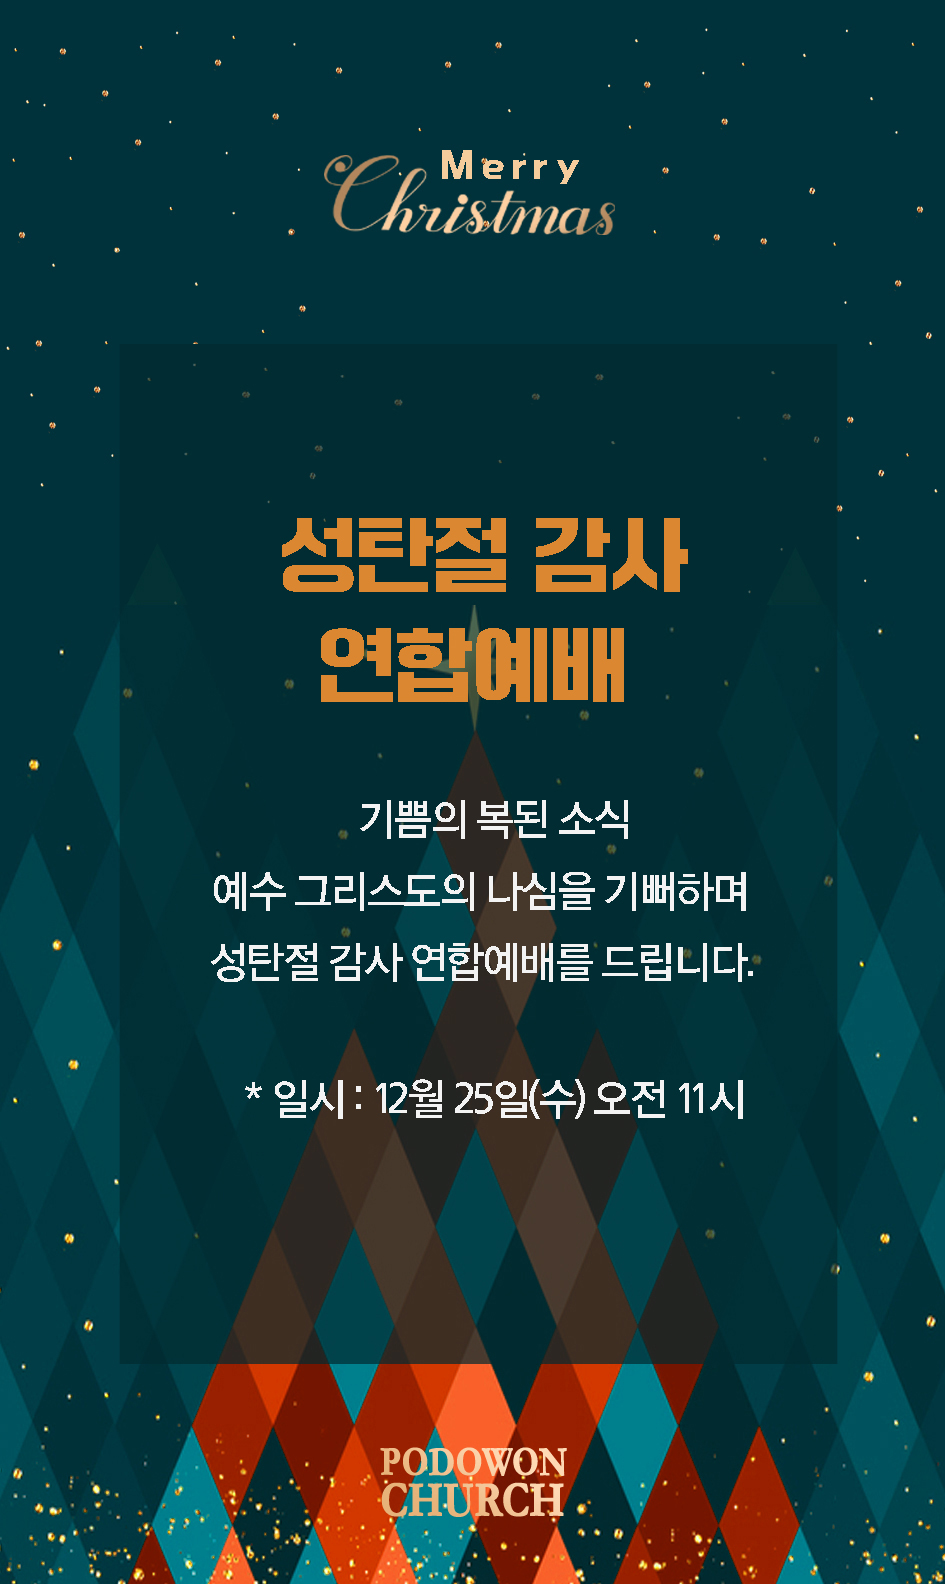 Merry
Christmas
성탄절 감사
연합예배
기쁨의 복된 소식
예수 그리스도의 나심을 기뻐하며
성탄절 감사 연합예배를 드립니다.
* 일시 : 12월 25일(수) 오전 11시
PODOWON
CHURCH